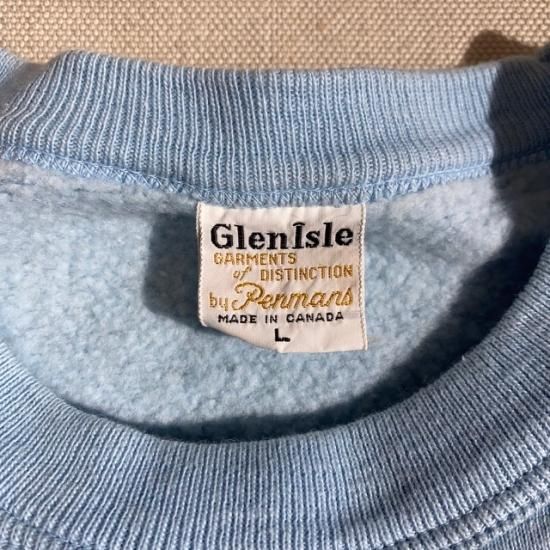 GlenIsle
GARMENTS
of DISTINCTION
by Penmans
MADE IN CANADA
L